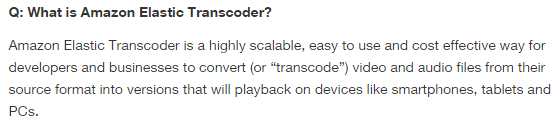 Q: What is Amazon Elastic Transcoder?
Amazon Elastic Transcoder is a highly scalable, easy to use and cost effective way for
developers and businesses to convert (or “transcode”) video and audio files from their
source format into versions that will playback on devices like smartphones, tablets and
PCs.